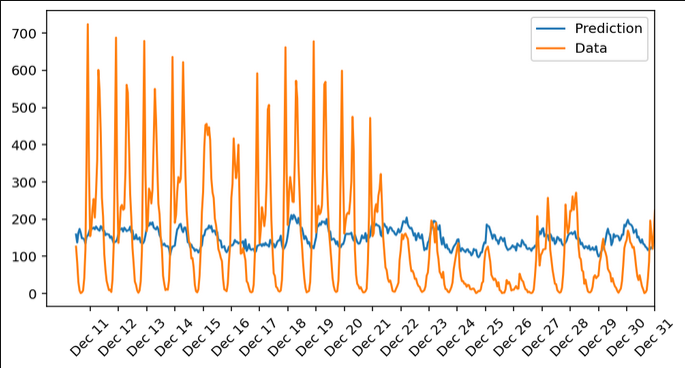 Prediction
Data
700
600
500
400
300
200
100
0
Dec 11
Dec 12
Dec 13
Dec 14
Dec 15
Dec 16
Dec 17
Dec 18
Dec 19
Dec 20
Dec 21
Dec 22
Dec 23
Dec 24
Dec 25
Dec 26
Dec 27
Dec 28
Dec 29
Dec 30
Dec 31